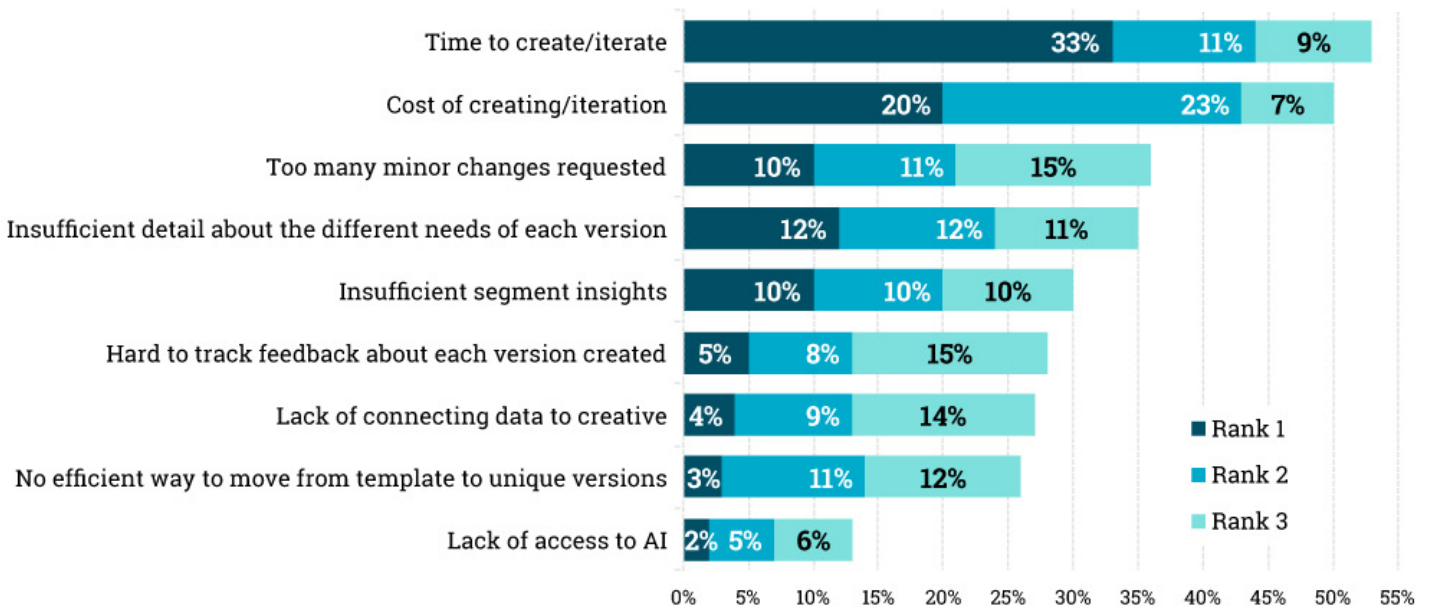 Time to create/iterate 33% 11% 9%
Cost of creating/iteration 20% 23% 7%
Too many minor changes requested 10% 11% 15%
Insufficient detail about the different needs of each version 12% 12% 11%
Insufficient segment insights 10% 10% 10%
Hard to track feedback about each version created 5% 8% 15%
Lack of connecting data to creative 4% 9% 14%
Rank 1
No efficient way to move from template to unique versions 3% 11% 12%
Rank 2
Rank 3
Lack of access to AI 2% 5% 6%
0% 5% 10% 15% 20% 25% 30% 35% 40% 45% 50% 55%